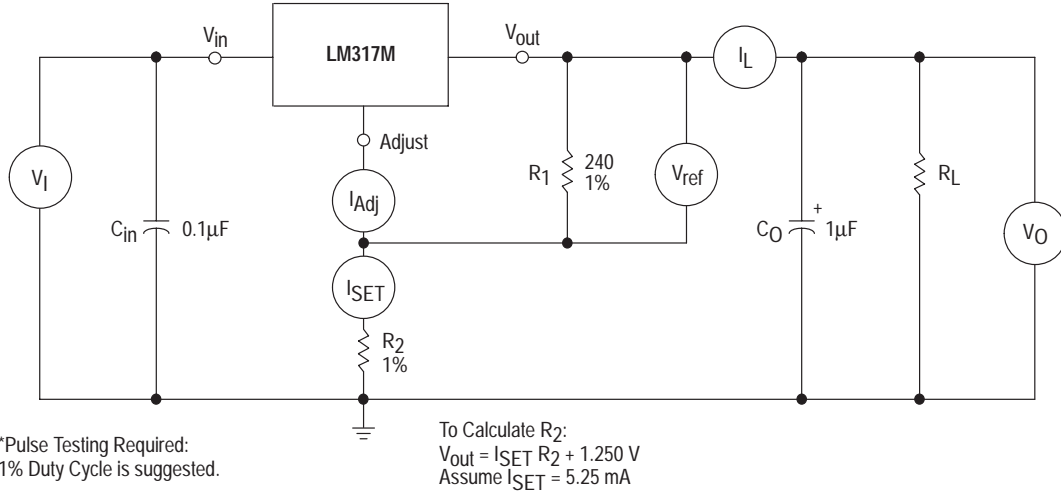 Vin
LM317M
Vout
IL
Adjust
VI
Cin
0.1µF
IAdj
R1
240
1%
Vref
RL
CO
+
1µF
VO
ISET
R2
1%
*Pulse Testing Required:
1% Duty Cycle is suggested.
To Calculate R2:
Vout = ISET R2 + 1.250 V
Assume ISET = 5.25 mA